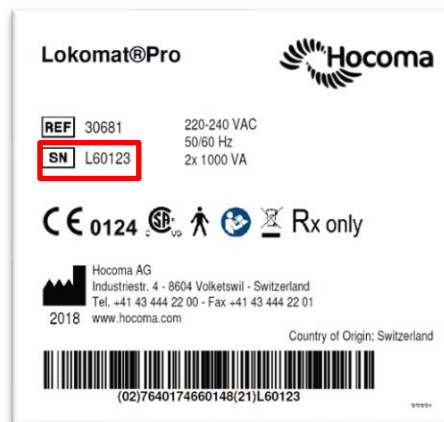 Lokomat®Pro
Hocoma
REF 30681
220-240 VAC
SN L60123
50/60 Hz
2x 1000 VA
CE 0124 Rx only
Hocoma AG
Industriestr. 4 - 8604 Volketswil - Switzerland
Tel. +41 43 444 22 00 - Fax +41 43 444 22 01
2018 www.hocoma.com
Country of Origin: Switzerland
(02)7640174660148(21)L60123